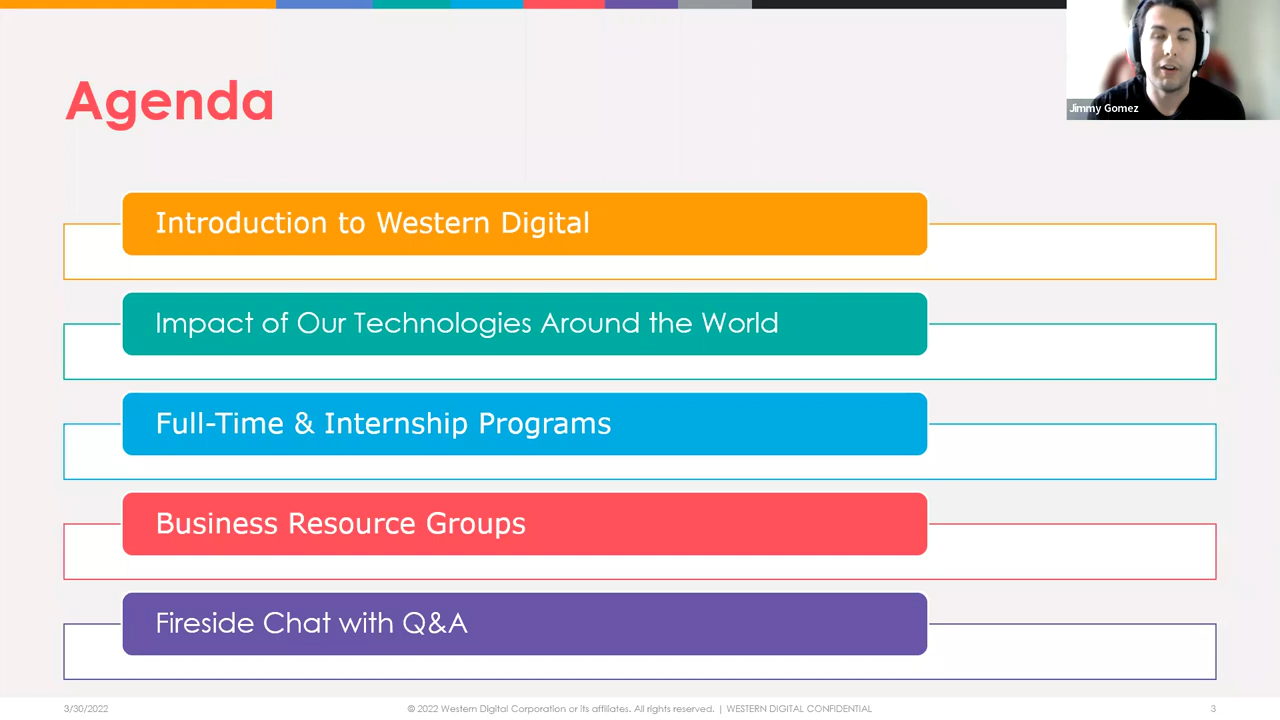 Agenda
Jimmy Gomez
Introduction to Western Digital
Impact of Our Technologies Around the World
Full-Time & Internship Programs
Business Resource Groups
Fireside Chat with Q&A
3/30/2022
© 2022 Western Digital Corporation or its affiliates. All rights reserved. | WESTERN DIGITAL CONFIDENTIAL
3